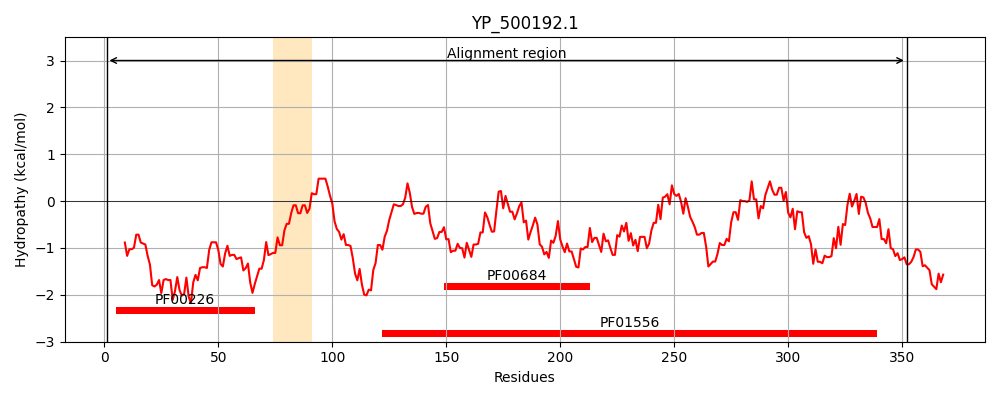 YP_500192.1
Alignment region
3
2
1
0
−1
−2
−3
Hydropathy (kcal/mol)
PF00684
PF00226
PF01556
0
50
100
150
200
250
300
350
Residues